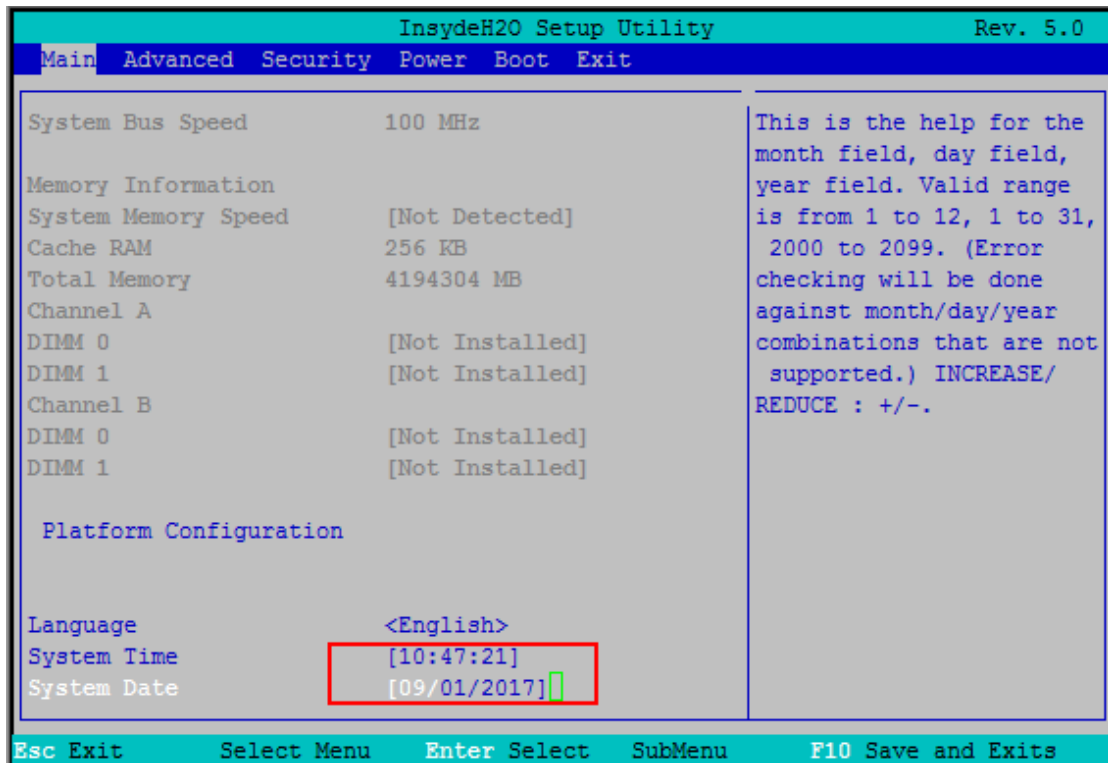 InsydeH2O Setup Utility Rev. 5.0
Main Advanced Security Power Boot Exit
System Bus Speed 100 MHz
Memory Information
System Memory Speed [Not Detected]
Cache RAM 256 KB
Total Memory 4194304 MB
Channel A
DIMM 0 [Not Installed]
DIMM 1 [Not Installed]
Channel B
DIMM 0 [Not Installed]
DIMM 1 [Not Installed]
Platform Configuration
Language <English>
System Time [10:47:21]
System Date [09/01/2017]
This is the help for the
month field, day field,
year field. Valid range
is from 1 to 12, 1 to 31,
2000 to 2099. (Error
checking will be done
against month/day/year
combinations that are not
supported.) INCREASE/
REDUCE : +/-.
Esc Exit Select Menu Enter Select SubMenu F10 Save and Exits